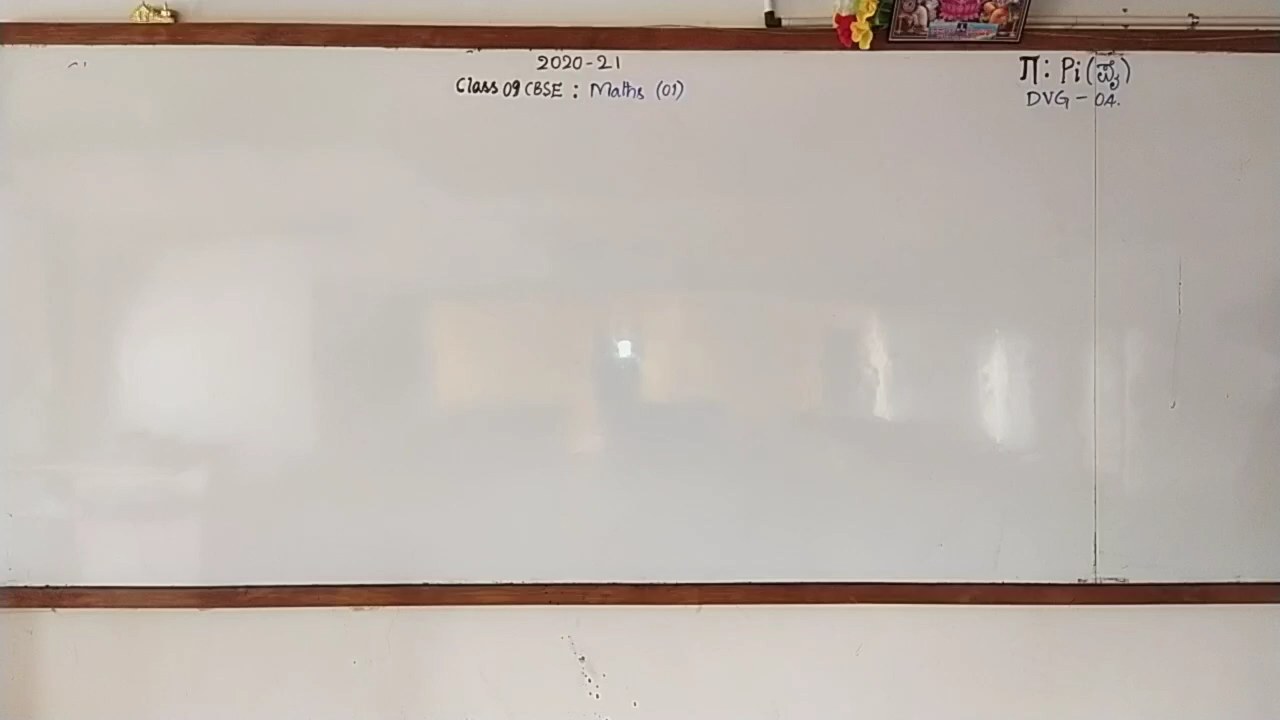 2020-21
Class 09 CBSE : Maths (01)
Π: Pi (ಪೈ)
DVG - 04.